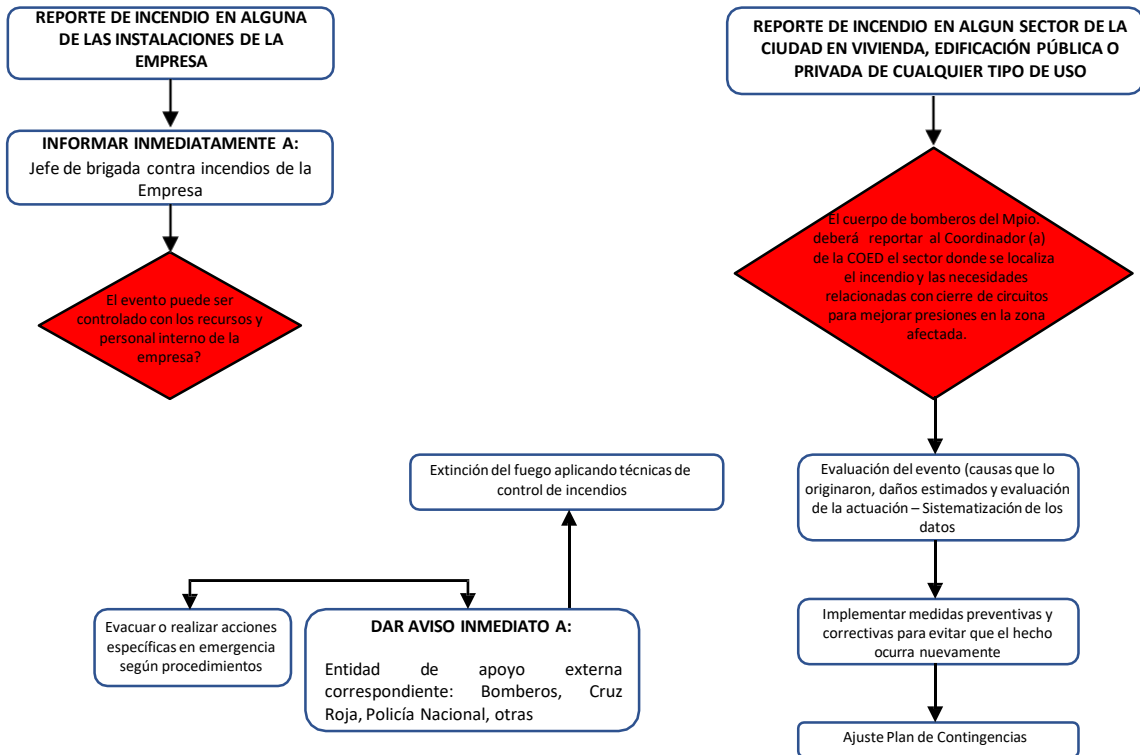 REPORTE DE INCENDIO EN ALGUNA
DE LAS INSTALACIONES DE LA
EMPRESA
INFORMAR INMEDIATAMENTE A:
Jefe de brigada contra incendios de la
Empresa
El evento puede ser
controlado con los recursos y
personal interno de la
empresa?
Extinción del fuego aplicando técnicas de
control de incendios
Evacuar o realizar acciones
específicas en emergencia
según procedimientos
DAR AVISO INMEDIATO A:
Entidad de apoyo externa
correspondiente: Bomberos, Cruz
Roja, Policía Nacional, otras
REPORTE DE INCENDIO EN ALGUN SECTOR DE LA
CIUDAD EN VIVIENDA, EDIFICACIÓN PÚBLICA O
PRIVADA DE CUALQUIER TIPO DE USO
El cuerpo de bomberos del Mpio.
deberá reportar al Coordinador (a)
de la COED el sector donde se localiza
el incendio y las necesidades
relacionadas con cierre de circuitos
para mejorar presiones en la zona
afectada.
Evaluación del evento (causas que lo
originaron, daños estimados y evaluación
de la actuación – Sistematización de los
datos
Implementar medidas preventivas y
correctivas para evitar que el hecho
ocurra nuevamente
Ajuste Plan de Contingencias